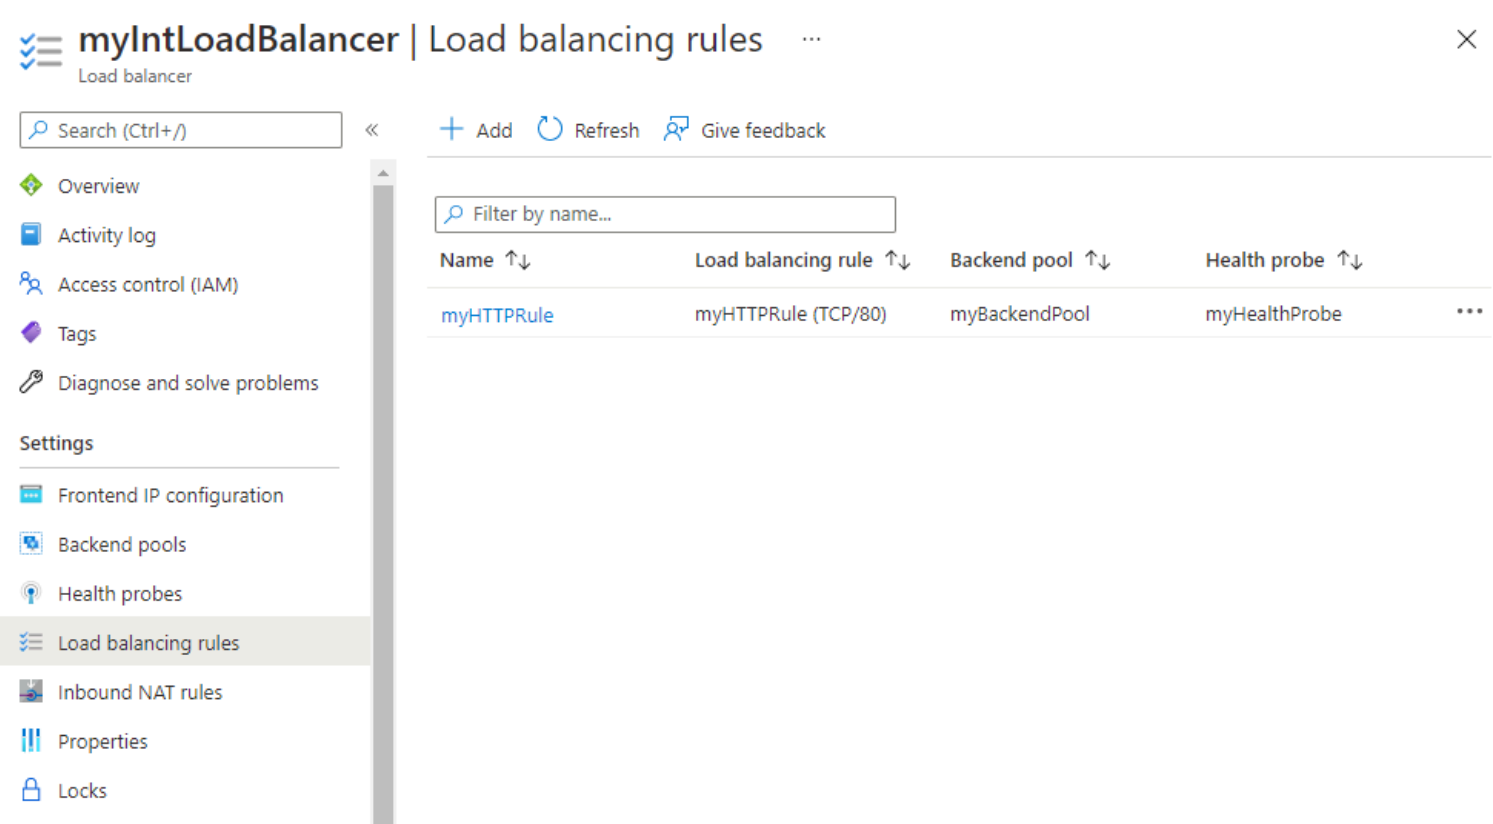 myIntLoadBalancer | Load balancing rules ...
Load balancer
Search (Ctrl+/)
«
Add Refresh Give feedback
Overview
Activity log
Access control (IAM)
Tags
Diagnose and solve problems
Settings
Frontend IP configuration
Backend pools
Health probes
Load balancing rules
Inbound NAT rules
Properties
Locks
Filter by name...
Name ↑↓ Load balancing rule ↑↓ Backend pool ↑↓ Health probe ↑↓
myHTTPRule myHTTPRule (TCP/80) myBackendPool myHealthProbe ...